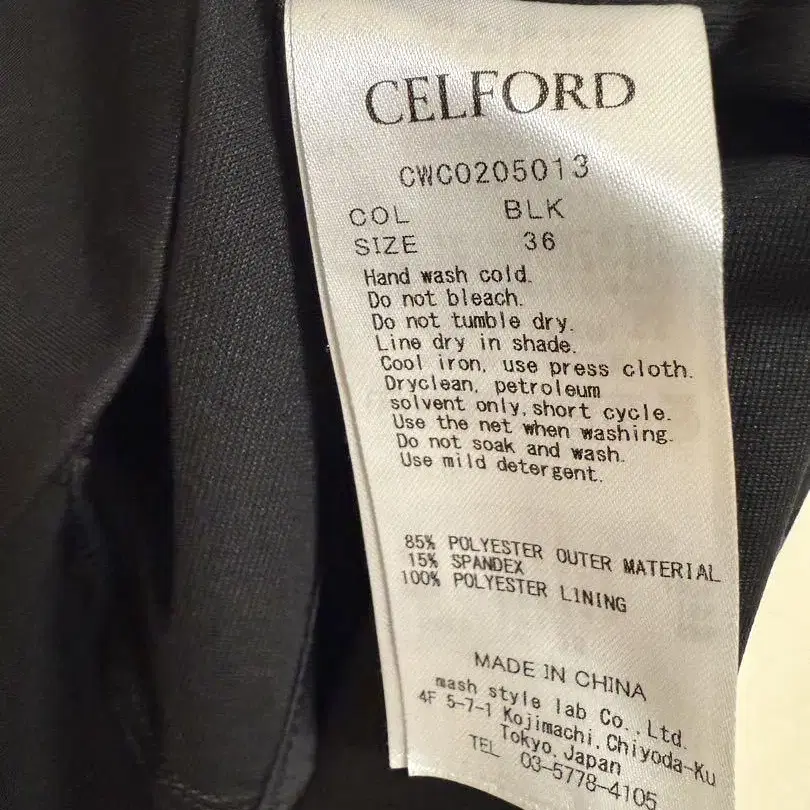 CELFORD
CWCO205013
COL BLK
SIZE 36
Hand wash cold.
Do not bleach.
Do not tumble dry.
Line dry in shade.
Cool iron, use press cloth.
Dryclean, petroleum
solvent only,short cycle.
Use the net when washing.
Do not soak and wash.
Use mild detergent.
85% POLYESTER OUTER MATERIAL
15% SPANDEX
100% POLYESTER LINING
MADE IN CHINA
mash style lab Co.,Ltd.
4F 5-7-1 Kojimachi,Chiyoda-Ku
Tokyo,Japan
TEL 03-5778-4105